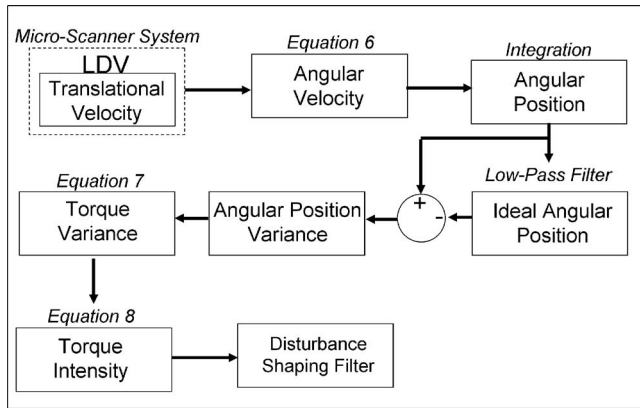 Micro-Scanner System
LDV
Translational
Velocity
Equation 6
Angular
Velocity
Integration
Angular
Position
Low-Pass Filter
Ideal Angular
Position
+
-
Angular Position
Variance
Equation 7
Torque
Variance
Equation 8
Torque
Intensity
Disturbance
Shaping Filter